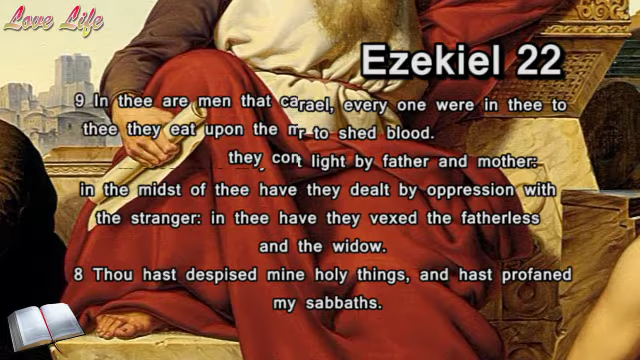 Love Life
Ezekiel 22
9 In thee are men that ca rael, every one were in thee to
thee they eat upon the m r to shed blood.
they con t light by father and mother:
in the midst of thee have they dealt by oppression with
the stranger: in thee have they vexed the fatherless
and the widow.
8 Thou hast despised mine holy things, and hast profaned
my sabbaths.